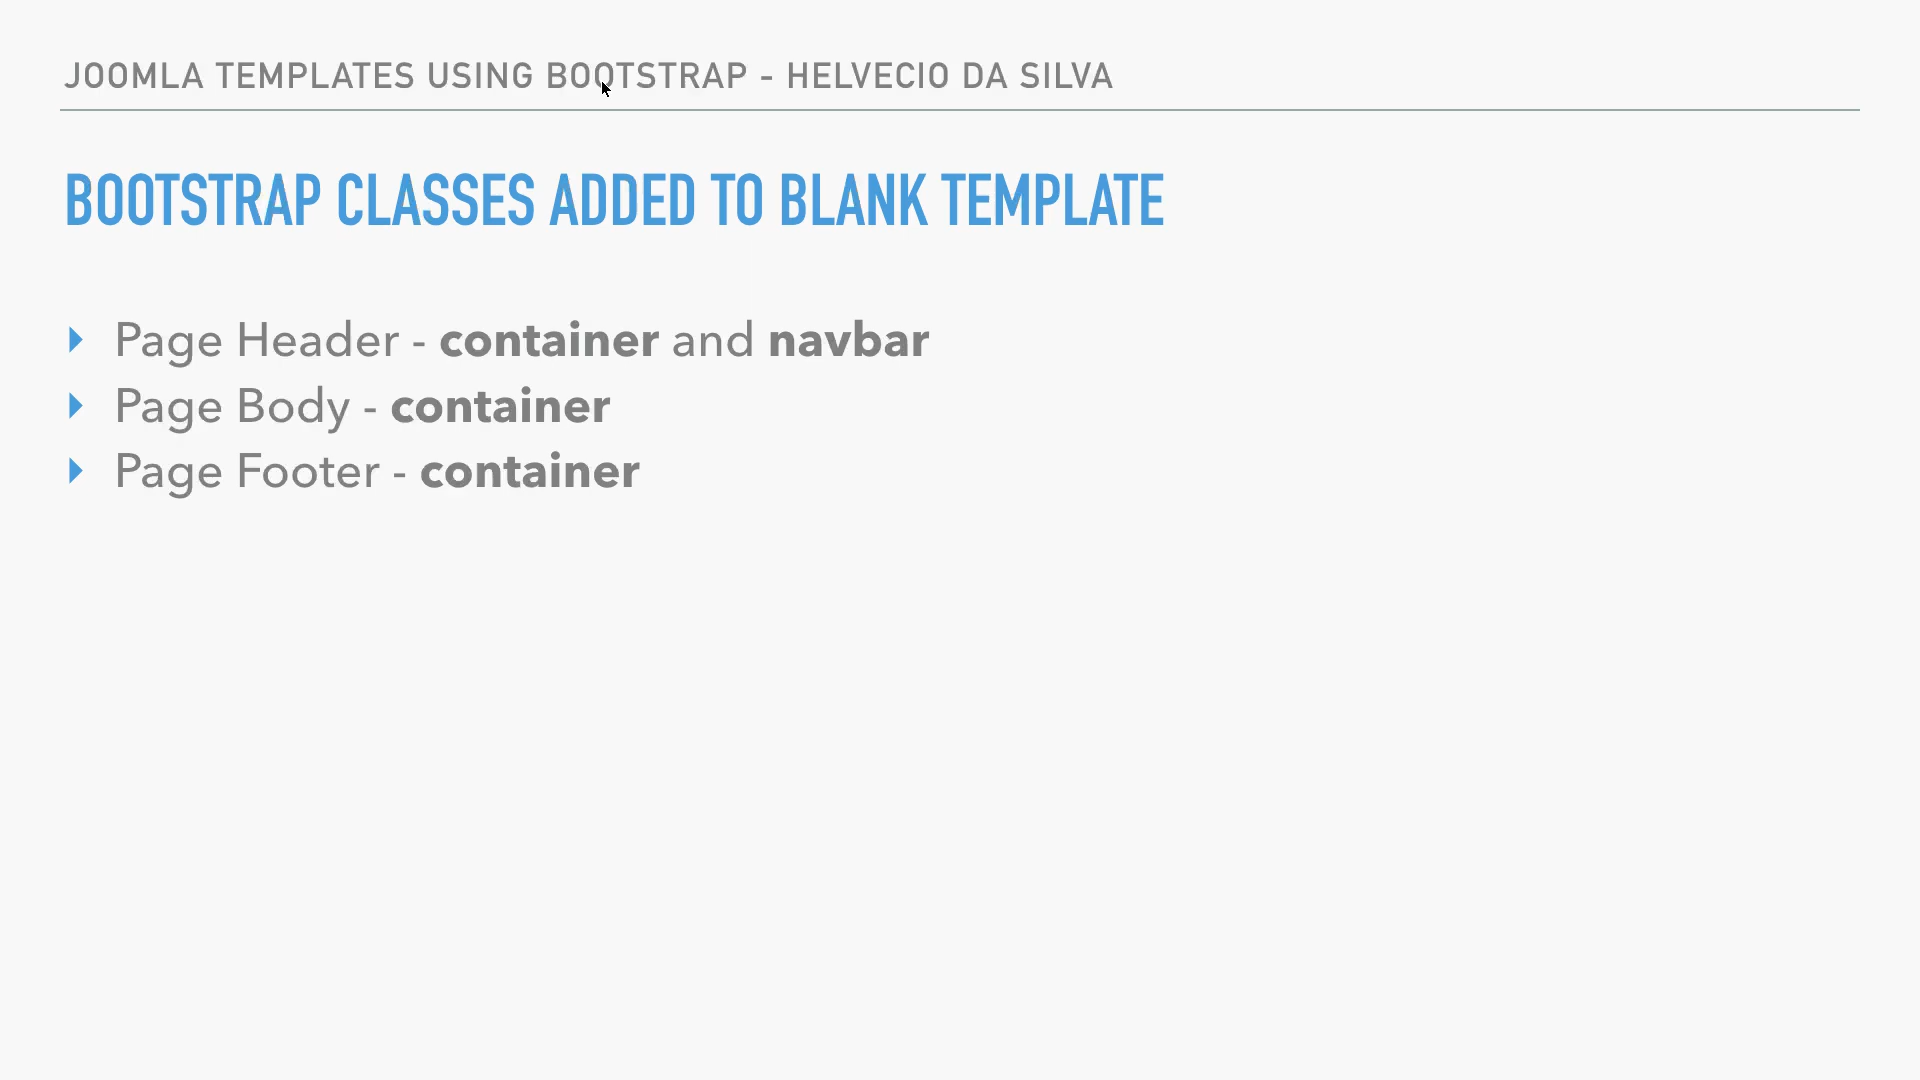 JOOMLA TEMPLATES USING BOOTSTRAP - HELVECIO DA SILVA
BOOTSTRAP CLASSES ADDED TO BLANK TEMPLATE
Page Header - container and navbar
Page Body - container
Page Footer - container